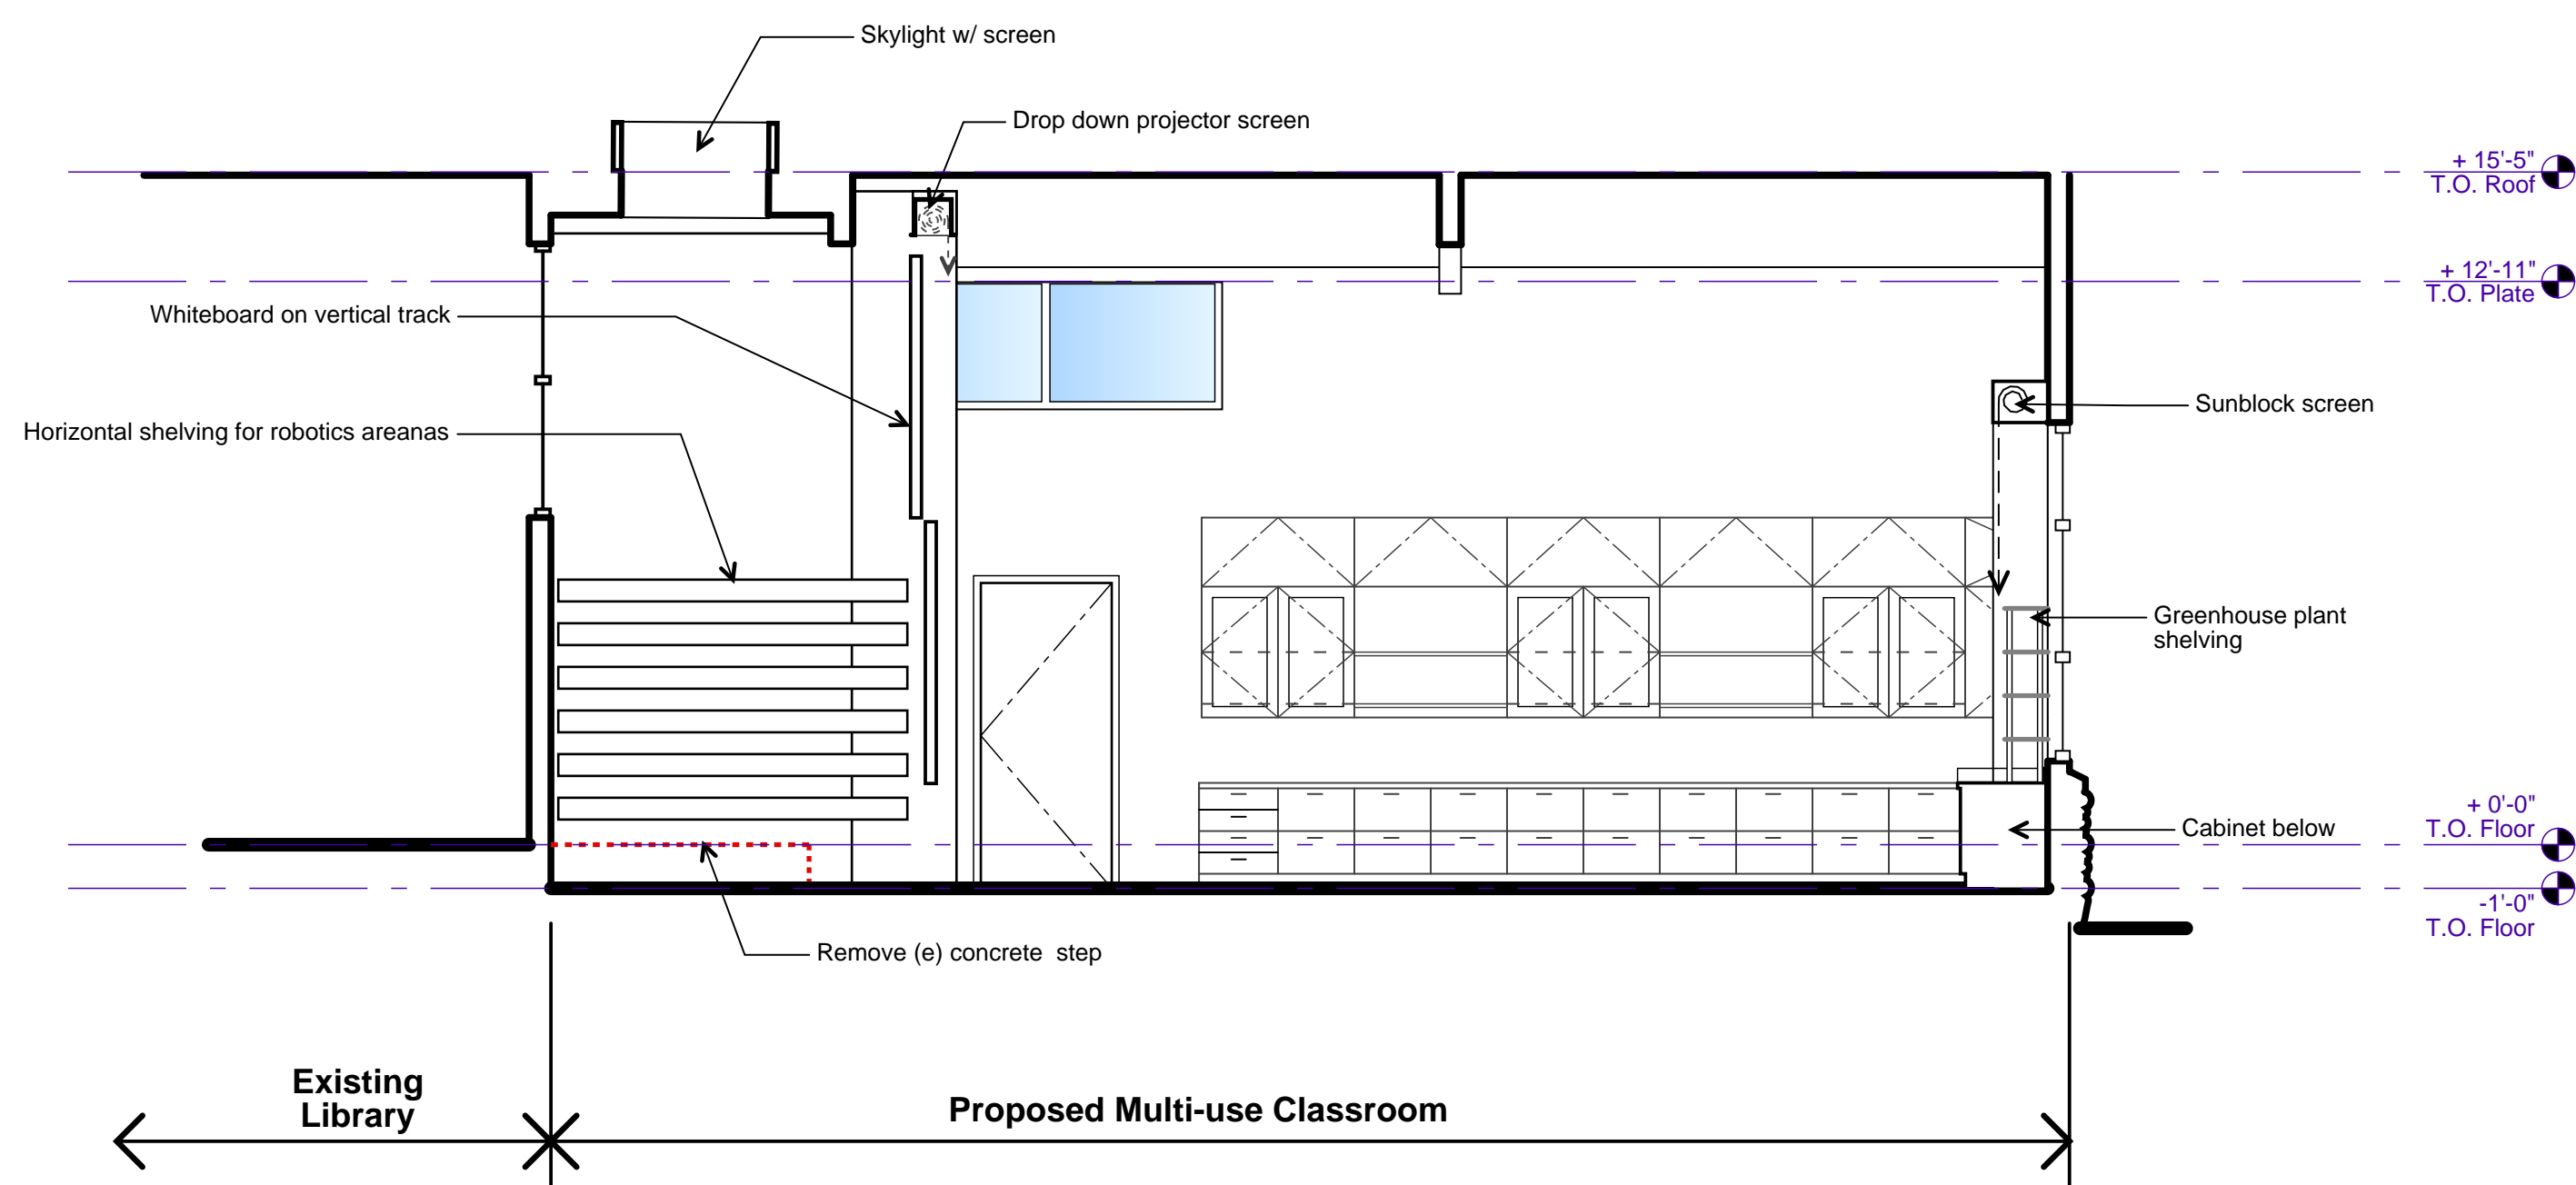 Skylight w/ screen
Drop down projector screen
+ 15'-5"
T.O. Roof
+ 12'-11"
T.O. Plate
Whiteboard on vertical track
Sunblock screen
Horizontal shelving for robotics areanas
Greenhouse plant
shelving
+ 0'-0"
T.O. Floor
Cabinet below
-1'-0"
T.O. Floor
Remove (e) concrete  step
Existing
Library
Proposed Multi-use Classroom